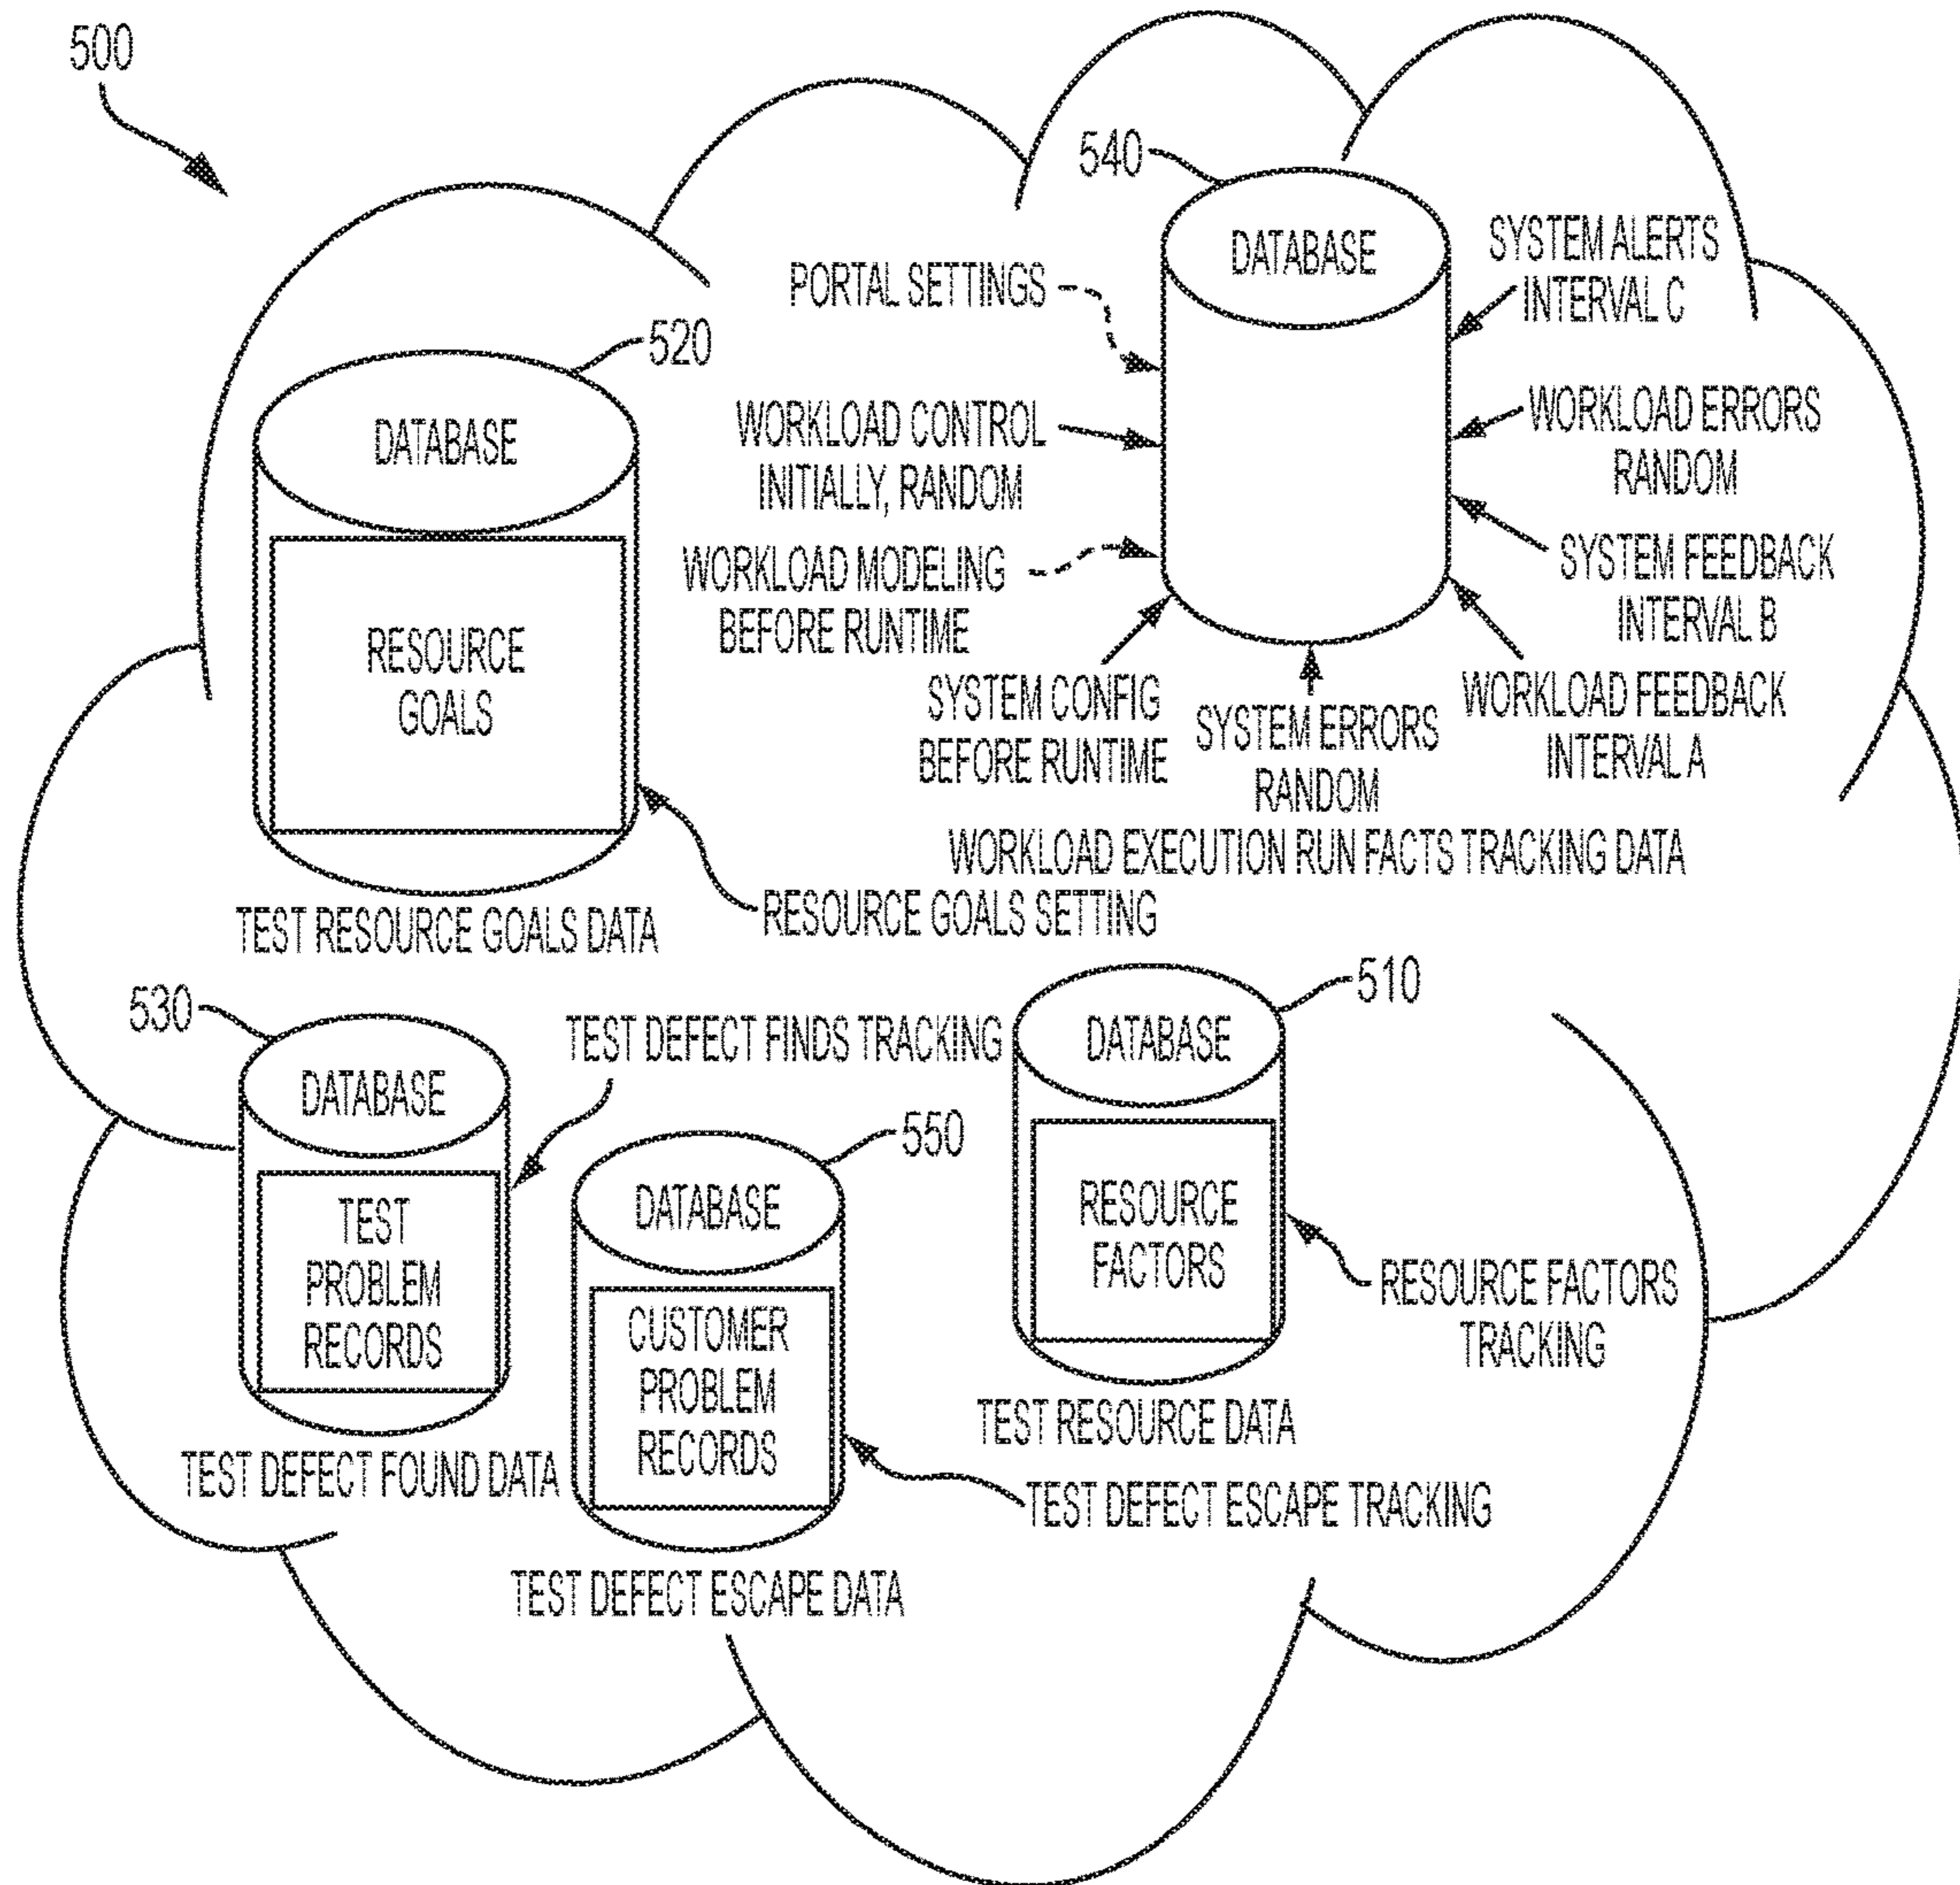 500
540
DATABASE
SYSTEM ALERTS
INTERVAL C
PORTAL SETTINGS
520
DATABASE
WORKLOAD CONTROL
INITIALLY, RANDOM
WORKLOAD ERRORS
RANDOM
WORKLOAD MODELING
BEFORE RUNTIME
SYSTEM FEEDBACK
INTERVAL B
RESOURCE
GOALS
SYSTEM CONFIG
BEFORE RUNTIME
SYSTEM ERRORS
RANDOM
WORKLOAD FEEDBACK
INTERVAL A
WORKLOAD EXECUTION RUN FACTS TRACKING DATA
RESOURCE GOALS SETTING
TEST RESOURCE GOALS DATA
530
DATABASE
TEST DEFECT FINDS TRACKING
510
DATABASE
550
DATABASE
TEST
PROBLEM
RECORDS
RESOURCE
FACTORS
RESOURCE FACTORS
TRACKING
CUSTOMER
PROBLEM
RECORDS
TEST RESOURCE DATA
TEST DEFECT FOUND DATA
TEST DEFECT ESCAPE TRACKING
TEST DEFECT ESCAPE DATA